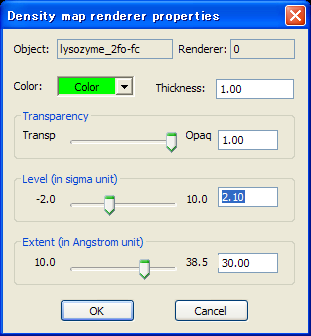 Density map renderer properties
Object: lysozyme_2fo-fc Renderer: 0
Color: Color Thickness: 1.00
Transparency
Transp Opaq 1.00
Level (in sigma unit)
-2.0 10.0 2.10
Extent (in Angstrom unit)
10.0 38.5 30.00
OK Cancel